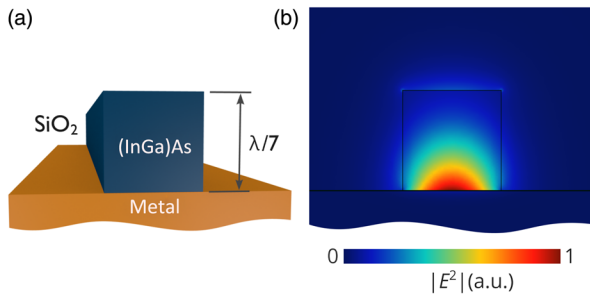 (a)
(b)
SiO₂
(InGa)As
λ/7
Metal
0
1
|E²| (a.u.)